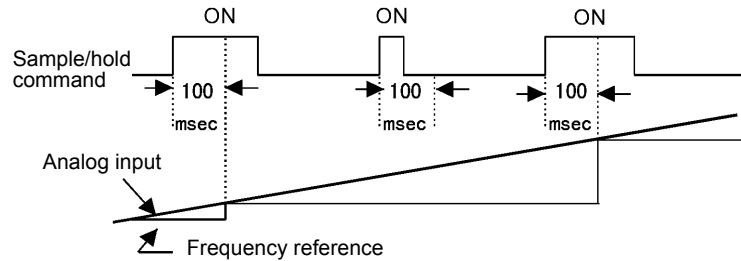 ON ON ON
Sample/hold
command
100 100 100
msec msec msec
Analog input
Frequency reference